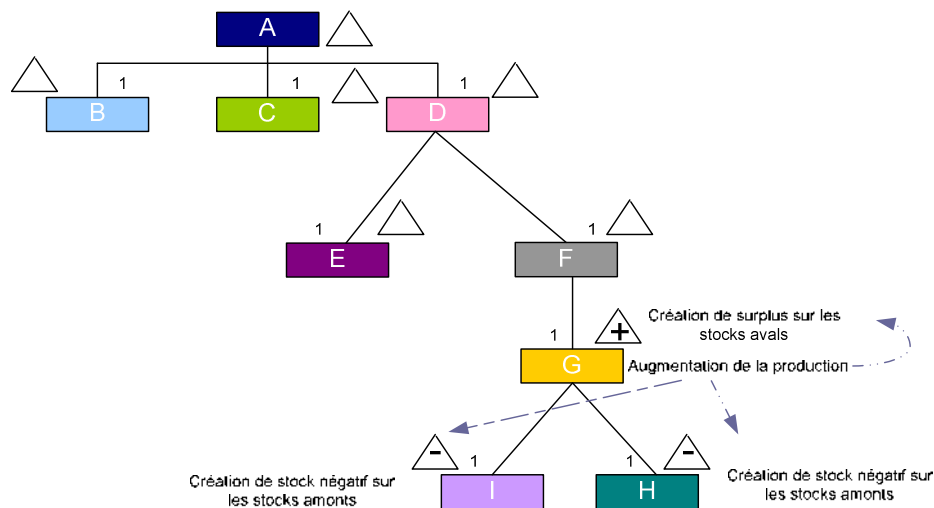 A
1
1
1
B
C
D
1
1
E
F
1
+
Création de surplus sur les
stocks avals
G
Augmentation de la production
-
-
1
1
I
H
Création de stock négatif sur
les stocks amonts
Création de stock négatif sur
les stocks amonts